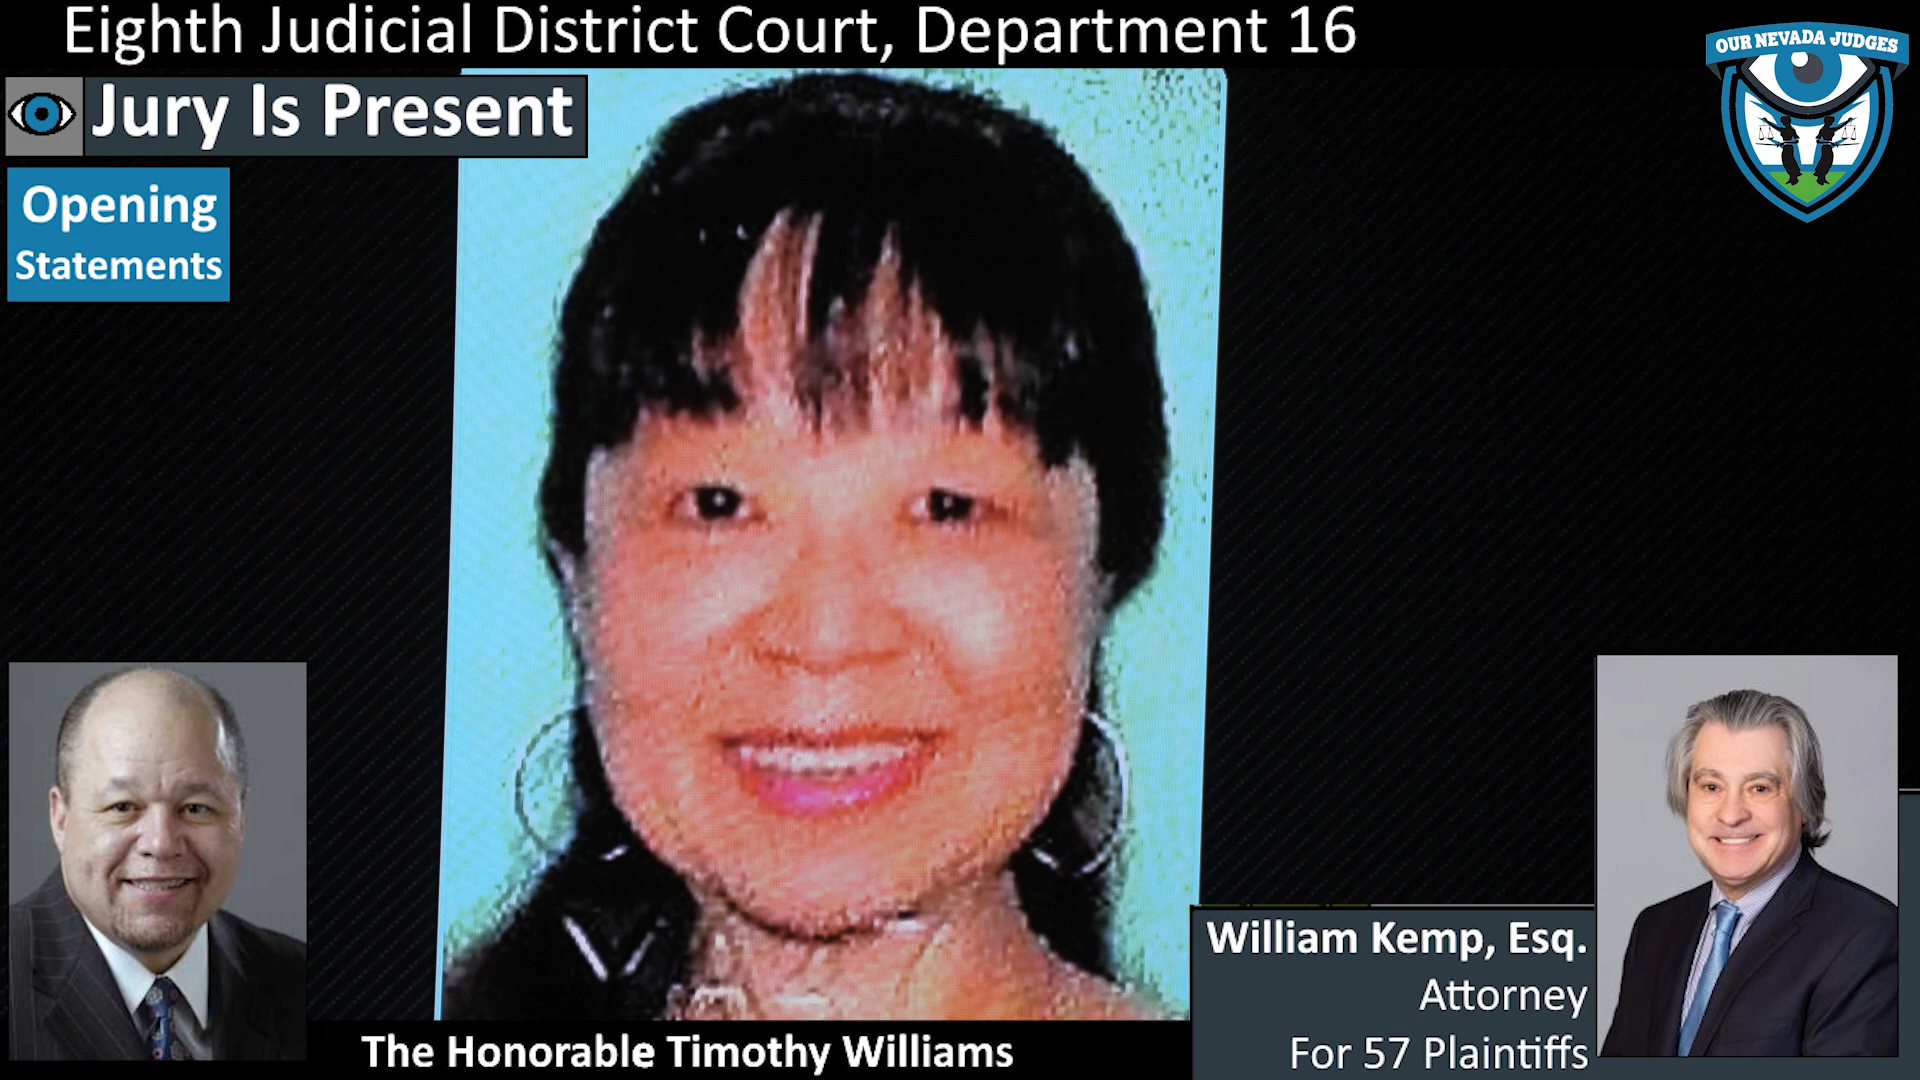 Eighth Judicial District Court, Department 16
OUR NEVADA JUDGES
Jury Is Present
Opening
Statements
William Kemp, Esq.
Attorney
For 57 Plaintiffs
The Honorable Timothy Williams